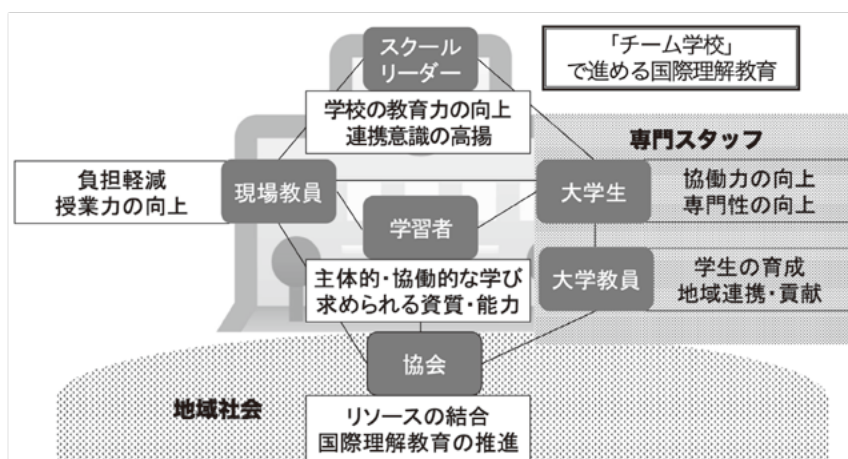 スクール
リーダー
「チーム学校」
で進める国際理解教育
学校の教育力の向上
連携意識の高揚
専門スタッフ
負担軽減
授業力の向上
現場教員
大学生
協働力の向上
専門性の向上
学習者
主体的・協働的な学び
求められる資質・能力
大学教員
学生の育成
地域連携・貢献
協会
地域社会
リソースの結合
国際理解教育の推進